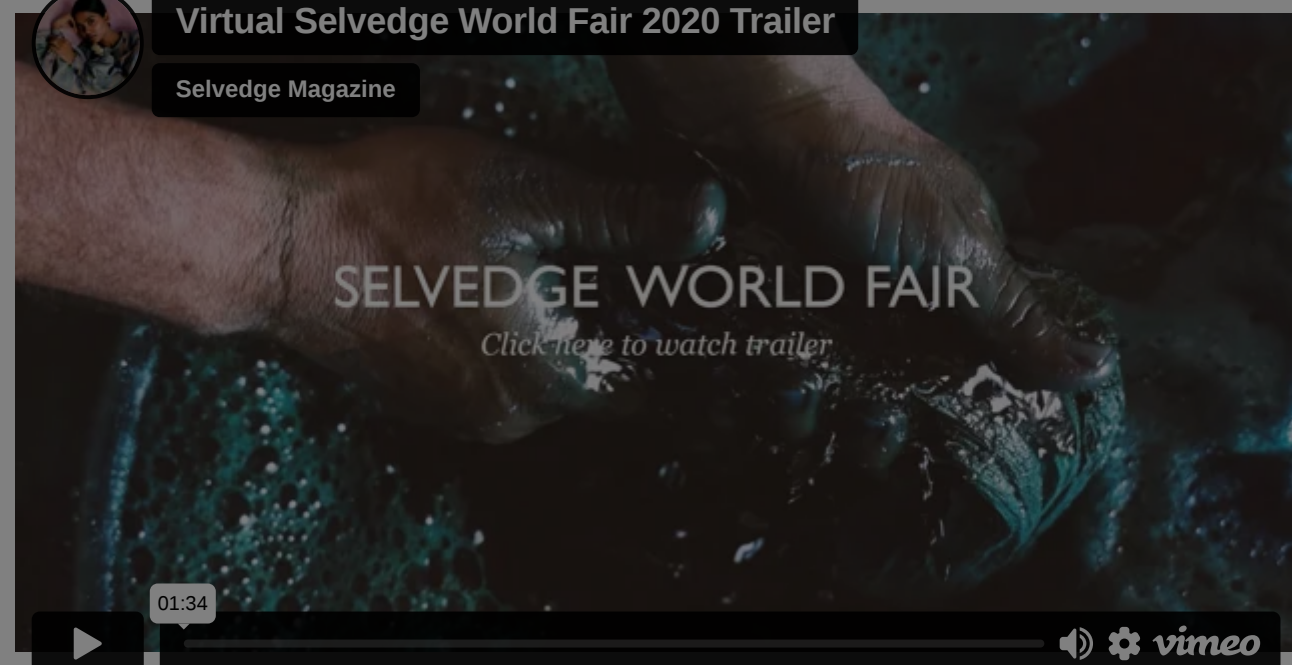 Virtual Selvedge World Fair 2020 Trailer
Selvedge Magazine
SELVEDGE WORLD FAIR
Click here to watch trailer
01:34
vimeo